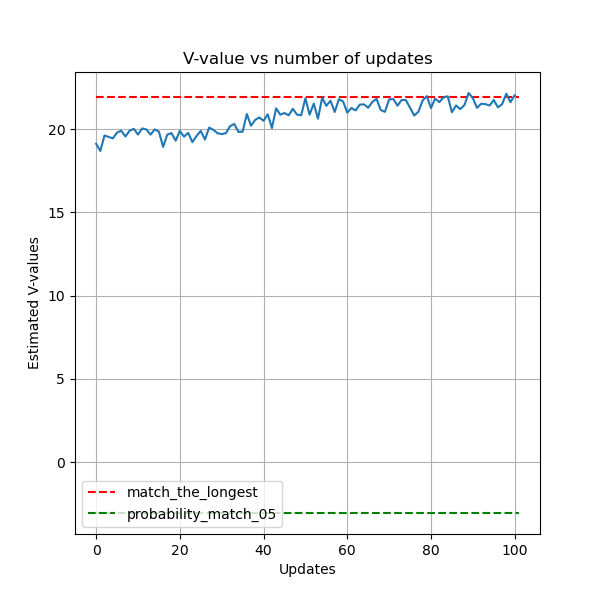 V-value vs number of updates
Estimated V-values
20
15
10
5
0
match_the_longest
probability_match_05
0 20 40 60 80 100
Updates